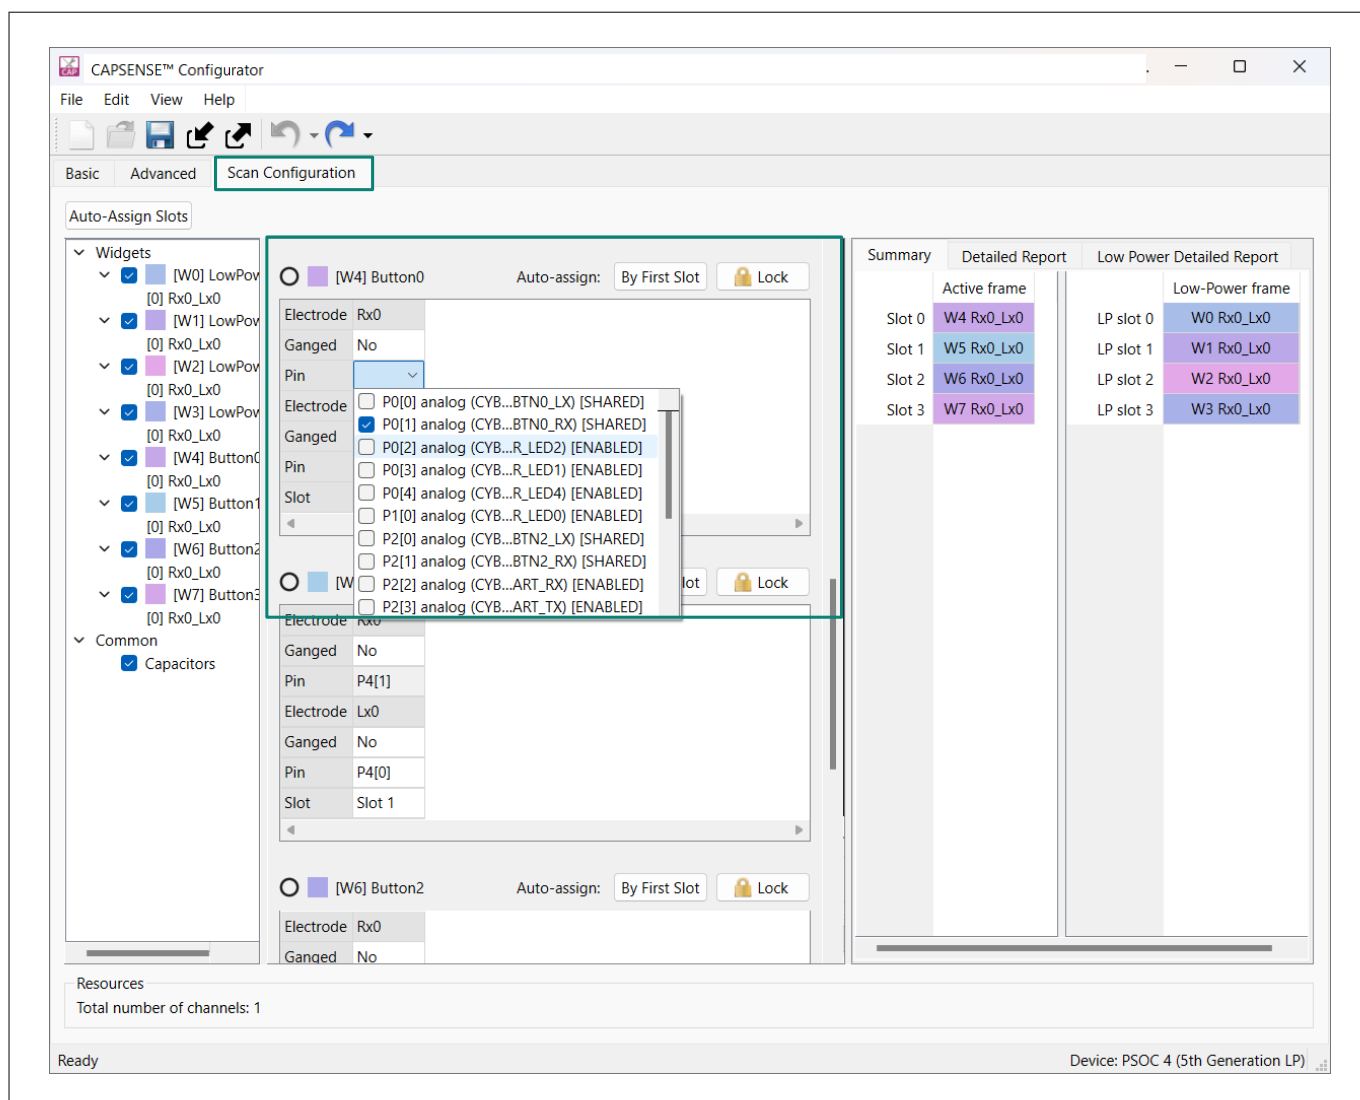 CAPSENSE™ Configurator
File Edit View Help
Basic Advanced Scan Configuration
Auto-Assign Slots
Widgets
[W0] LowPow
[0] Rx0_Lx0
[W1] LowPow
[0] Rx0_Lx0
[W2] LowPow
[0] Rx0_Lx0
[W3] LowPow
[0] Rx0_Lx0
[W4] Button0
[0] Rx0_Lx0
[W5] Button1
[0] Rx0_Lx0
[W6] Button2
[0] Rx0_Lx0
[W7] Button3
[0] Rx0_Lx0
Common
Capacitors
[W4] Button0 Auto-assign: By First Slot Lock
Electrode Rx0
Ganged No
Pin
Electrode
Ganged
Pin
Slot
P0[0] analog (CYB...BTN0_LX) [SHARED]
P0[1] analog (CYB...BTN0_RX) [SHARED]
P0[2] analog (CYB...R_LED2) [ENABLED]
P0[3] analog (CYB...R_LED1) [ENABLED]
P0[4] analog (CYB...R_LED4) [ENABLED]
P1[0] analog (CYB...R_LED0) [ENABLED]
P2[0] analog (CYB...BTN2_LX) [SHARED]
P2[1] analog (CYB...BTN2_RX) [SHARED]
P2[2] analog (CYB...ART_RX) [ENABLED]
P2[3] analog (CYB...ART_TX) [ENABLED]
[W lot Lock
Electrode Rx0
Ganged No
Pin P4[1]
Electrode Lx0
Ganged No
Pin P4[0]
Slot Slot 1
[W6] Button2 Auto-assign: By First Slot Lock
Electrode Rx0
Ganged No
Summary Detailed Report Low Power Detailed Report
Active frame Low-Power frame
Slot 0 W4 Rx0_Lx0 LP slot 0 W0 Rx0_Lx0
Slot 1 W5 Rx0_Lx0 LP slot 1 W1 Rx0_Lx0
Slot 2 W6 Rx0_Lx0 LP slot 2 W2 Rx0_Lx0
Slot 3 W7 Rx0_Lx0 LP slot 3 W3 Rx0_Lx0
Resources
Total number of channels: 1
Ready Device: PSOC 4 (5th Generation LP)